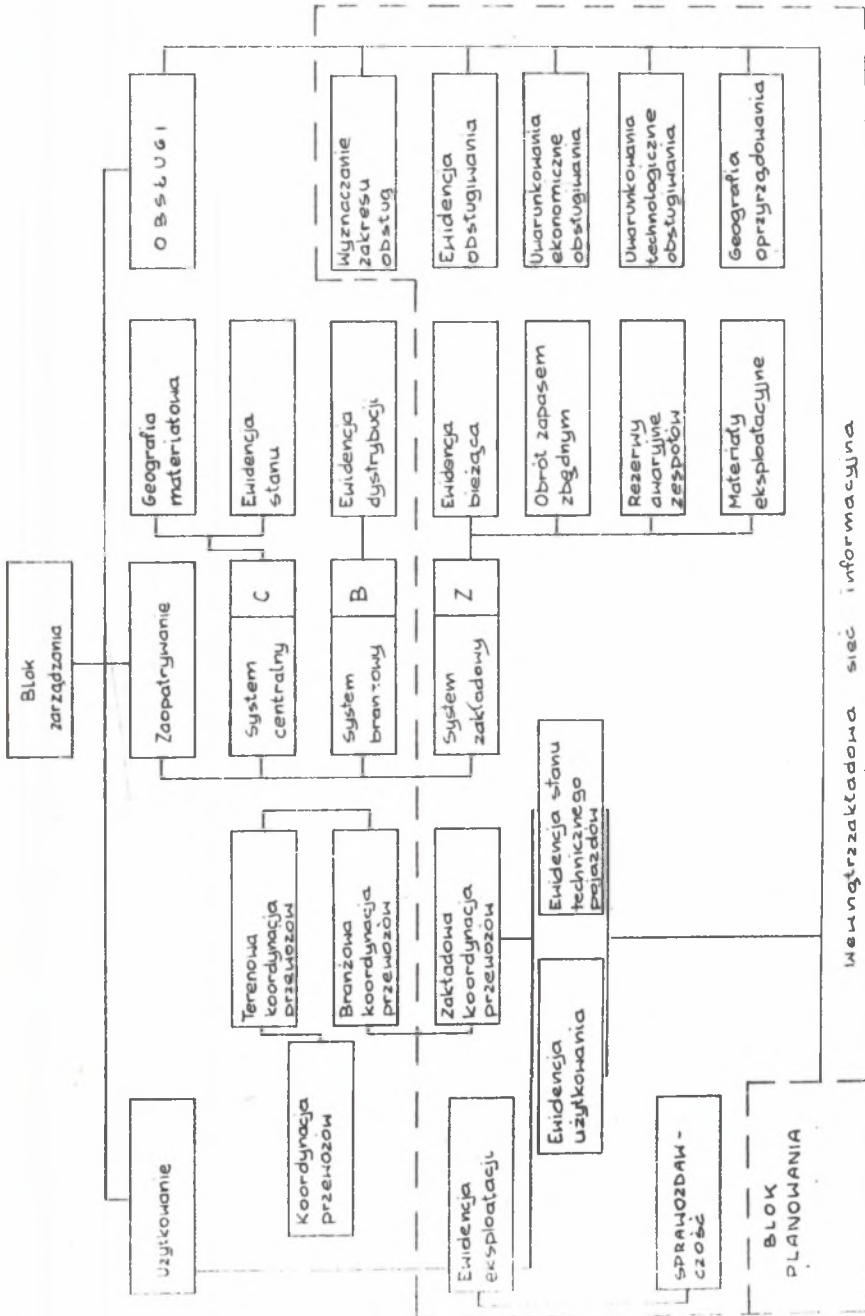 Blok
zarządzania
Użytkowanie
Zaopatrywanie
OBSŁUGI
Koordynacja
przewozów
Terenowa
koordynacja
przewozów
Branżowa
koordynacja
przewozów
Zakładowa
koordynacja
przewozów
System
centralny
C
System
branżowy
B
System
zakładowy
Z
Geografia
materiałowa
Ewidencja
stanu
Ewidencja
dystrybucji
Ewidencja
bieżąca
Obrót zapasem
zbędnym
Rezerwy
awaryjne
zespołów
Materiały
eksploatacyjne
Wyznaczanie
zakresu
obsług
Ewidencja
obsługiwania
Uwarunkowania
ekonomiczne
obsługiwania
Uwarunkowania
technologiczne
obsługiwania
Geografia
oprzyrządowania
Ewidencja
eksploatacji
Ewidencja
użytkowania
Ewidencja stanu
technicznego
pojazdów
SPRAWOZDAW-
CZOŚĆ
BLOK
PLANOWANIA
Wewnątrzzakładowa sieć informacyjna